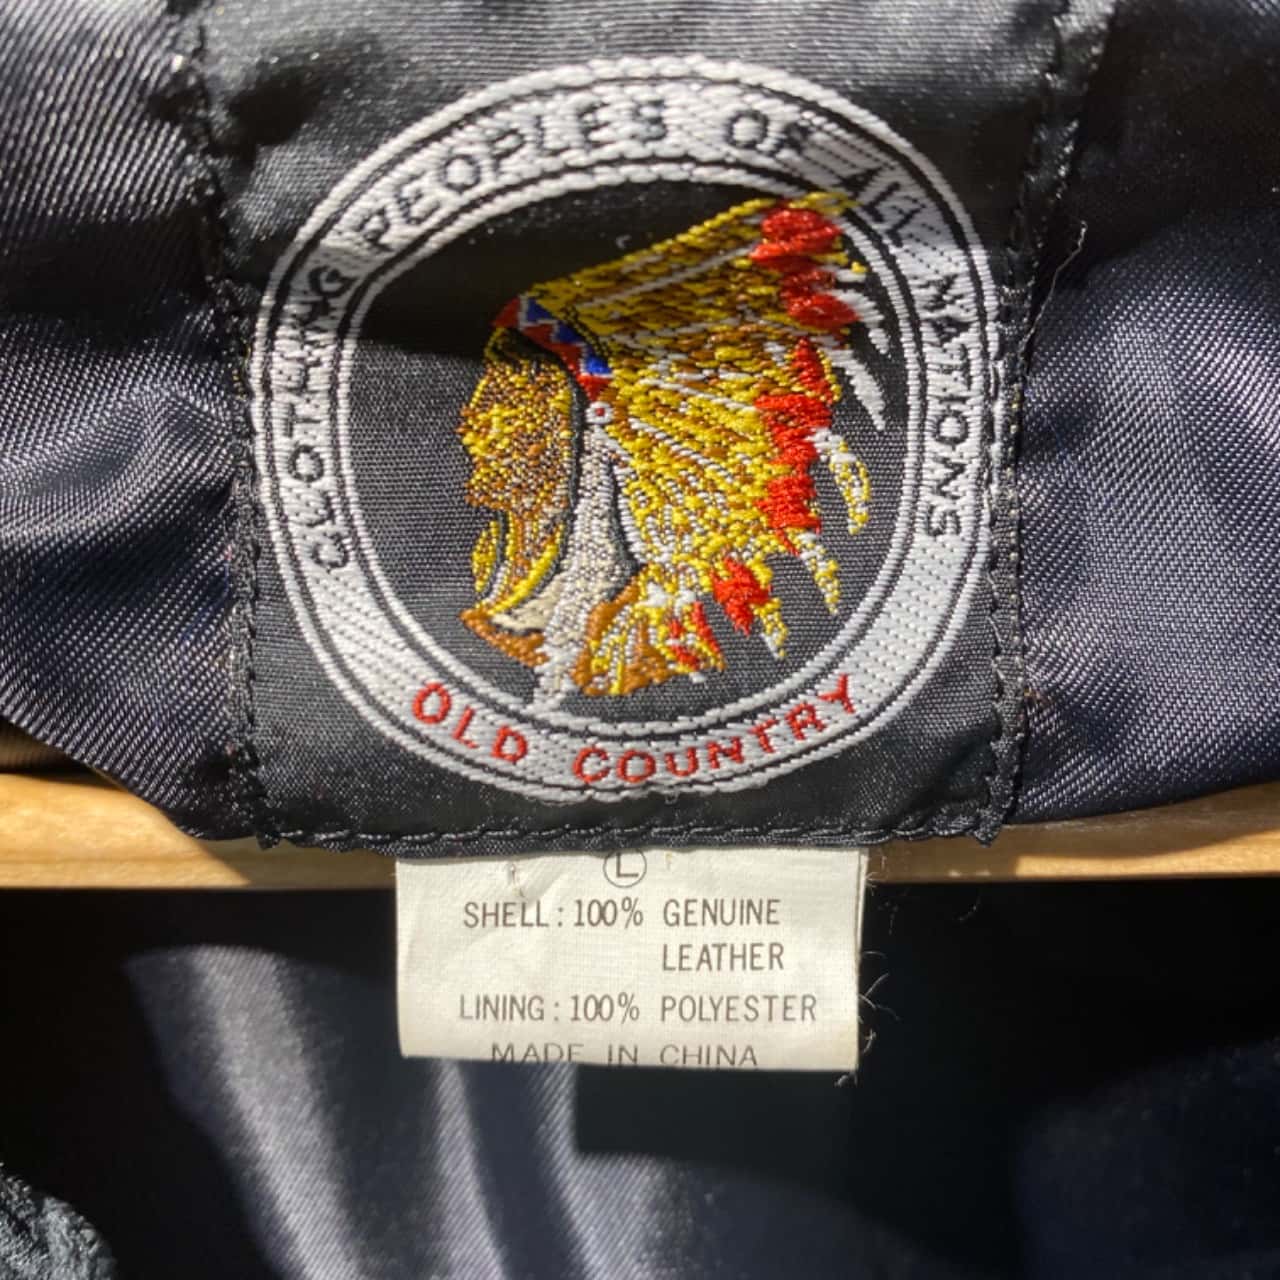 CLOTHING PEOPLES OF ALL NATIONS
OLD COUNTRY
L
SHELL: 100% GENUINE
LEATHER
LINING: 100% POLYESTER
MADE IN CHINA